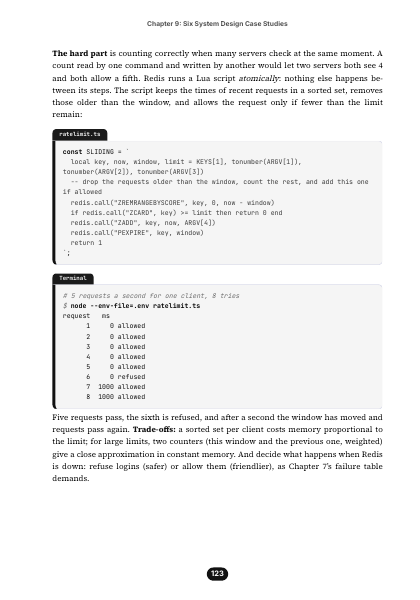 Chapter 9: Six System Design Case Studies
The hard part is counting correctly when many servers check at the same moment. A
count read by one command and written by another would let two servers both see 4
and both allow a fifth. Redis runs a Lua script atomically: nothing else happens be-
tween its steps. The script keeps the times of recent requests in a sorted set, removes
those older than the window, and allows the request only if fewer than the limit
remain:
ratelimit.ts
const SLIDING = `
local key, now, window, limit = KEYS[1], tonumber(ARGV[1]),
tonumber(ARGV[2]), tonumber(ARGV[3])
-- drop the requests older than the window, count the rest, and add this one
if allowed
redis.call("ZREMRANGEBYSCORE", key, 0, now - window)
if redis.call("ZCARD", key) >= limit then return 0 end
redis.call("ZADD", key, now, ARGV[4])
redis.call("PEXPIRE", key, window)
return 1
`;
Terminal
# 5 requests a second for one client, 8 tries
$ node --env-file=.env ratelimit.ts
request ms
1 0 allowed
2 0 allowed
3 0 allowed
4 0 allowed
5 0 allowed
6 0 refused
7 1000 allowed
8 1000 allowed
Five requests pass, the sixth is refused, and after a second the window has moved and
requests pass again. Trade-offs: a sorted set per client costs memory proportional to
the limit; for large limits, two counters (this window and the previous one, weighted)
give a close approximation in constant memory. And decide what happens when Redis
is down: refuse logins (safer) or allow them (friendlier), as Chapter 7's failure table
demands.
123